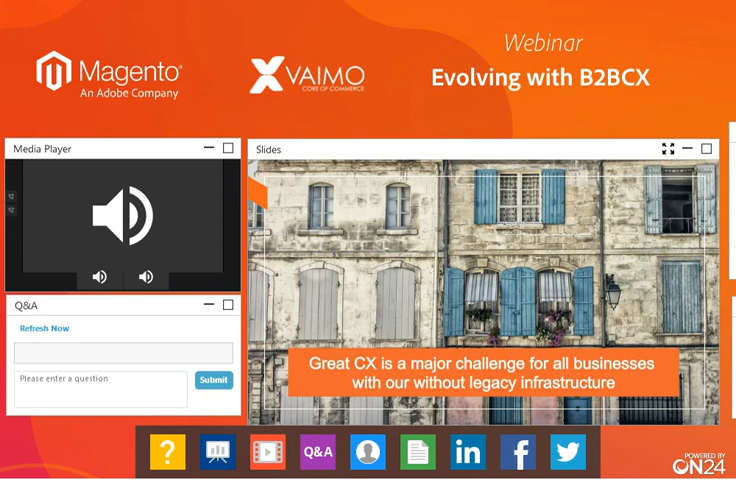 Webinar
Magento®
An Adobe Company
VAIMO
CORE OF COMMERCE
Evolving with B2BCX
Media Player
Slides
Q&A
Refresh Now
Please enter a question
Submit
Great CX is a major challenge for all businesses
with our without legacy infrastructure
?
Q&A
in
f
POWERED BY
ON24